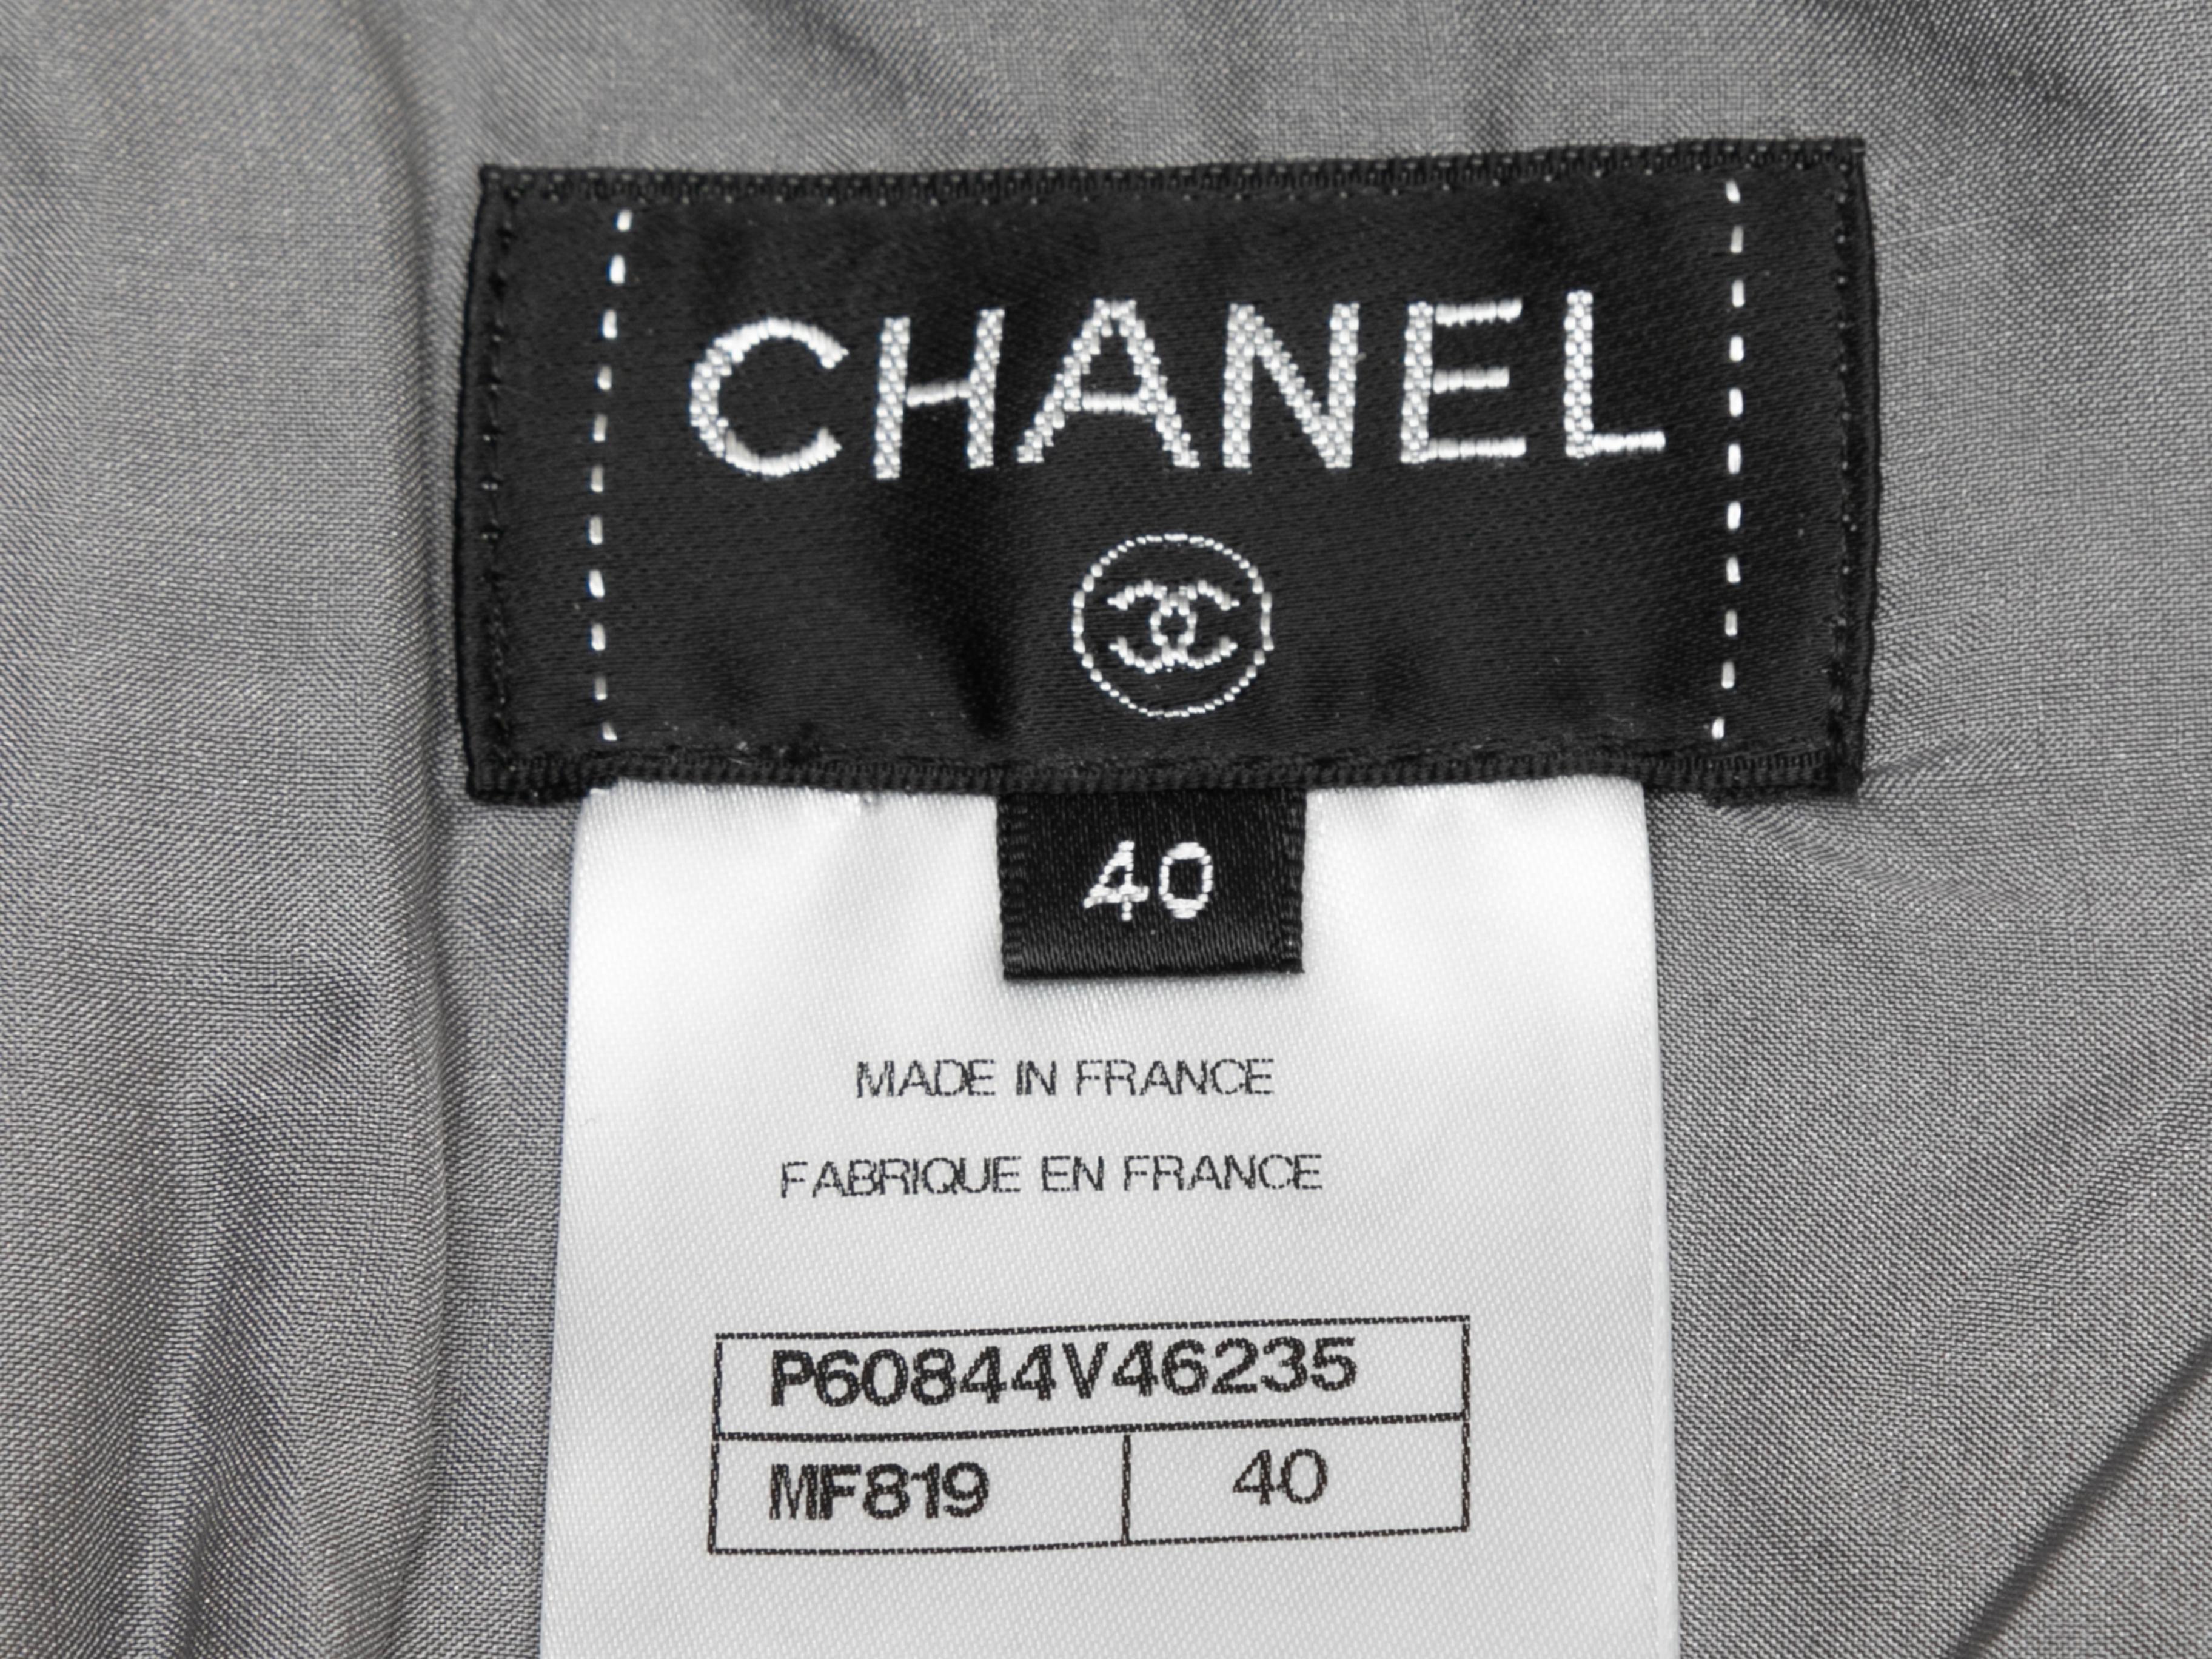 CHANEL
40
MADE IN FRANCE
FABRIQUE EN FRANCE
P60844V46235
MF819 40